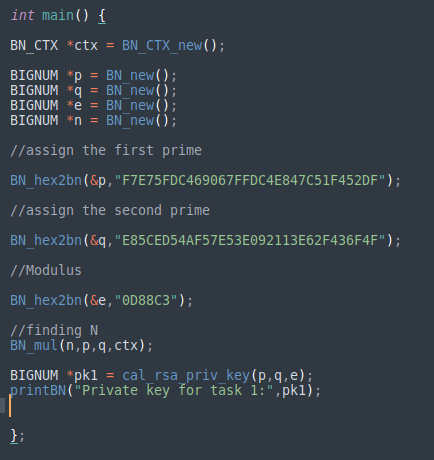 int main() {
BN_CTX *ctx = BN_CTX_new();
BIGNUM *p = BN_new();
BIGNUM *q = BN_new();
BIGNUM *e = BN_new();
BIGNUM *n = BN_new();
//assign the first prime
BN_hex2bn(&p,"F7E75FDC469067FFDC4E847C51F452DF");
//assign the second prime
BN_hex2bn(&q,"E85CED54AF57E53E092113E62F436F4F");
//Modulus
BN_hex2bn(&e,"0D88C3");
//finding N
BN_mul(n,p,q,ctx);
BIGNUM *pk1 = cal_rsa_priv_key(p,q,e);
printBN("Private key for task 1:",pk1);
};